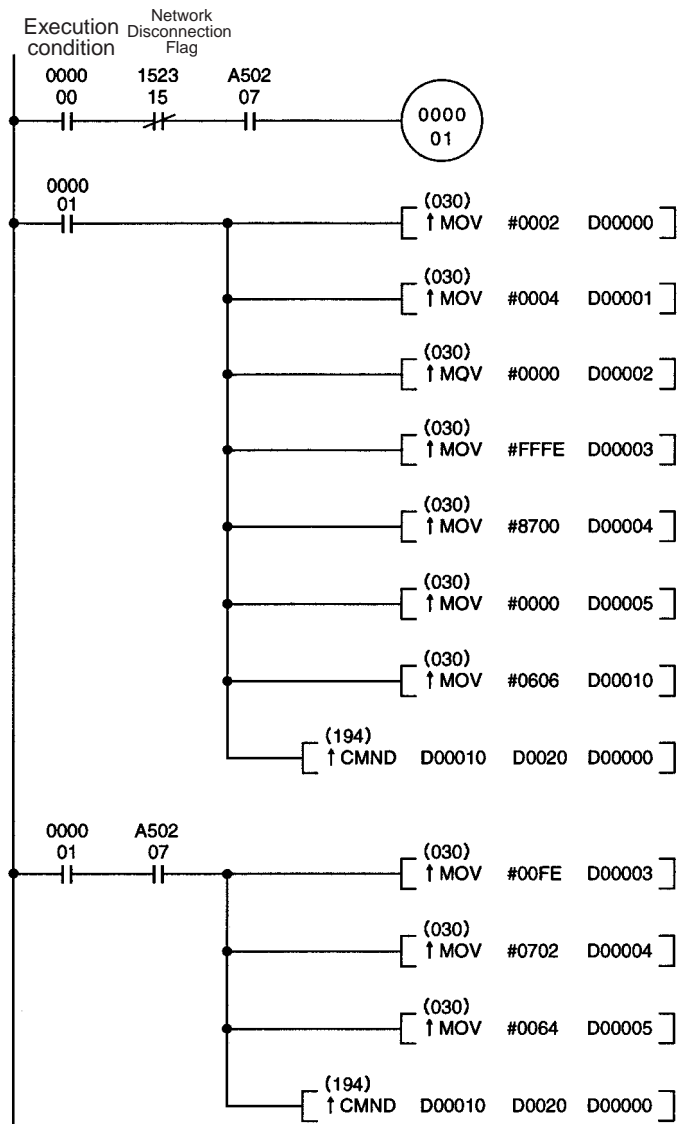 Execution Network
condition Disconnection
Flag
0000 1523 A502
00 15 07
0000
01
0000
01
(030)
↑ MOV #0002 D00000
(030)
↑ MOV #0004 D00001
(030)
↑ MOV #0000 D00002
(030)
↑ MOV #FFFE D00003
(030)
↑ MOV #8700 D00004
(030)
↑ MOV #0000 D00005
(030)
↑ MOV #0606 D00010
(194)
↑ CMND D00010 D0020 D00000
0000 A502
01 07
(030)
↑ MOV #00FE D00003
(030)
↑ MOV #0702 D00004
(030)
↑ MOV #0064 D00005
(194)
↑ CMND D00010 D0020 D00000